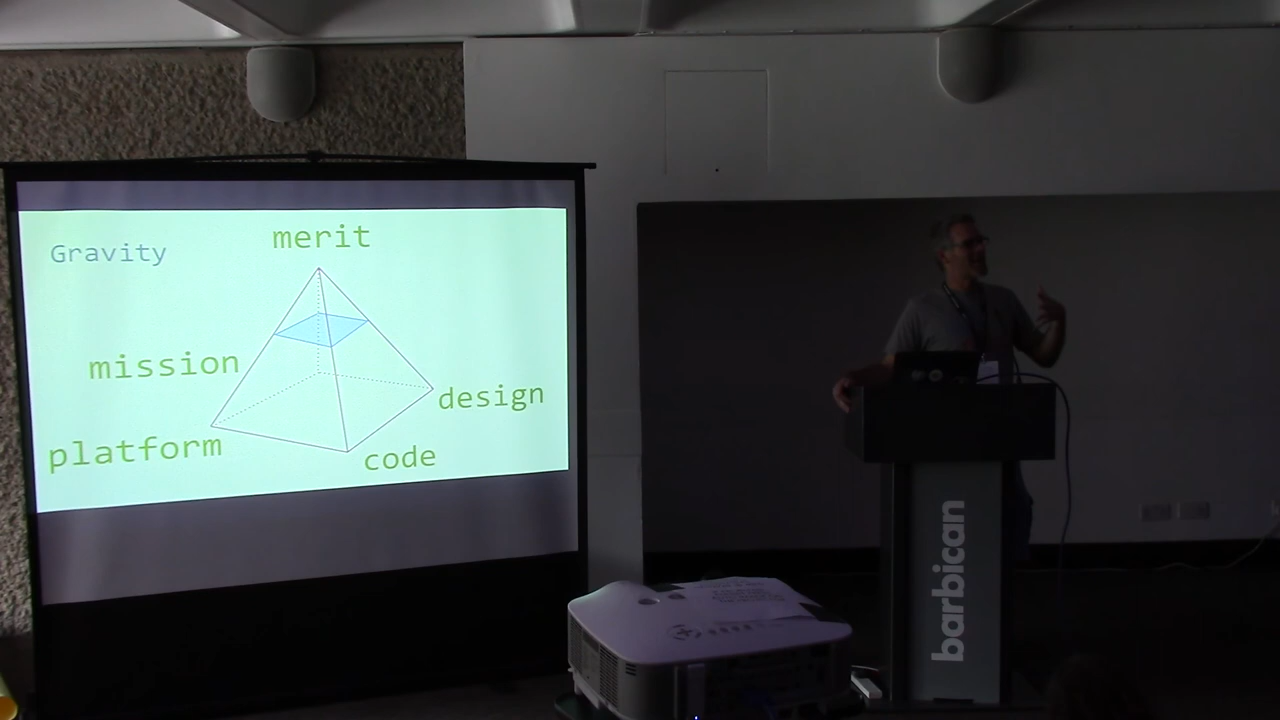 Gravity
merit
mission
design
platform
code
barbican